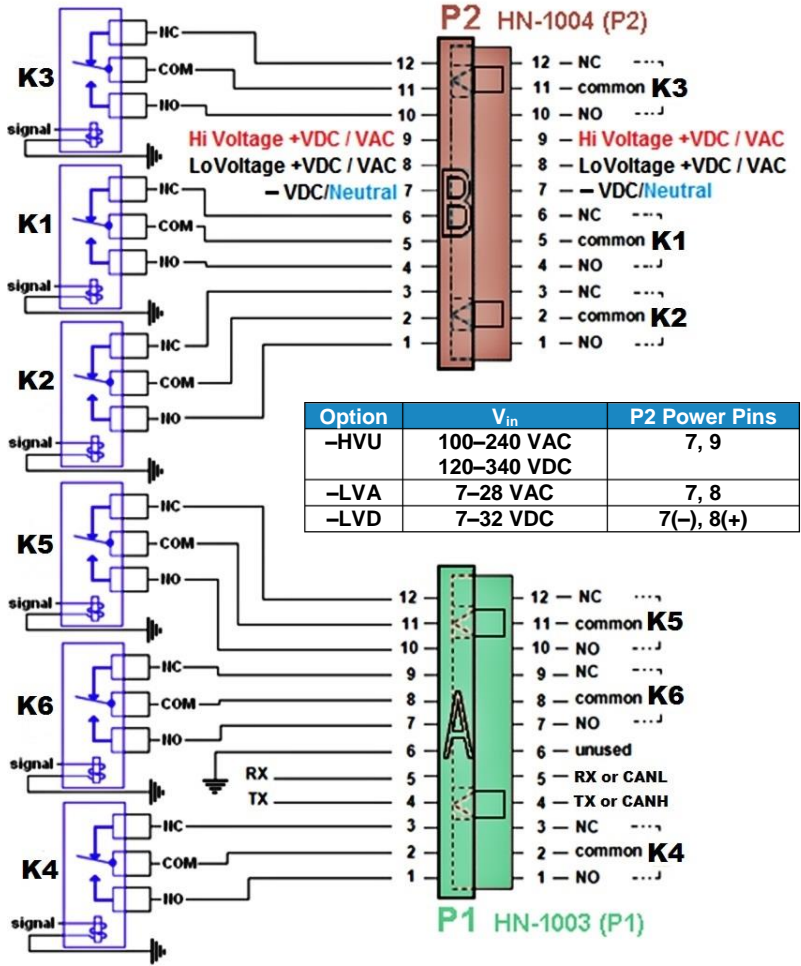 P2 HN-1004 (P2)
K3
NC
COM
NO
signal
12
11
10
Hi Voltage +VDC / VAC 9
LoVoltage +VDC / VAC 8
– VDC/Neutral 7
6
5
4
3
2
1
B
12 – NC
11 – common K3
10 – NO
9 – Hi Voltage +VDC / VAC
8 – LoVoltage +VDC / VAC
7 – VDC/Neutral
6 – NC
5 – common K1
4 – NO
3 – NC
2 – common K2
1 – NO
K1
NC
COM
NO
signal
K2
NC
COM
NO
signal
Option Vin P2 Power Pins
–HVU 100–240 VAC 7, 9
120–340 VDC
–LVA 7–28 VAC 7, 8
–LVD 7–32 VDC 7(–), 8(+)
K5
NC
COM
NO
signal
K6
NC
COM
NO
signal
K4
NC
COM
NO
signal
12
11
10
9
8
7
6
RX 5
TX 4
3
2
1
A
12 – NC
11 – common K5
10 – NO
9 – NC
8 – common K6
7 – NO
6 – unused
5 – RX or CANL
4 – TX or CANH
3 – NC
2 – common K4
1 – NO
P1 HN-1003 (P1)